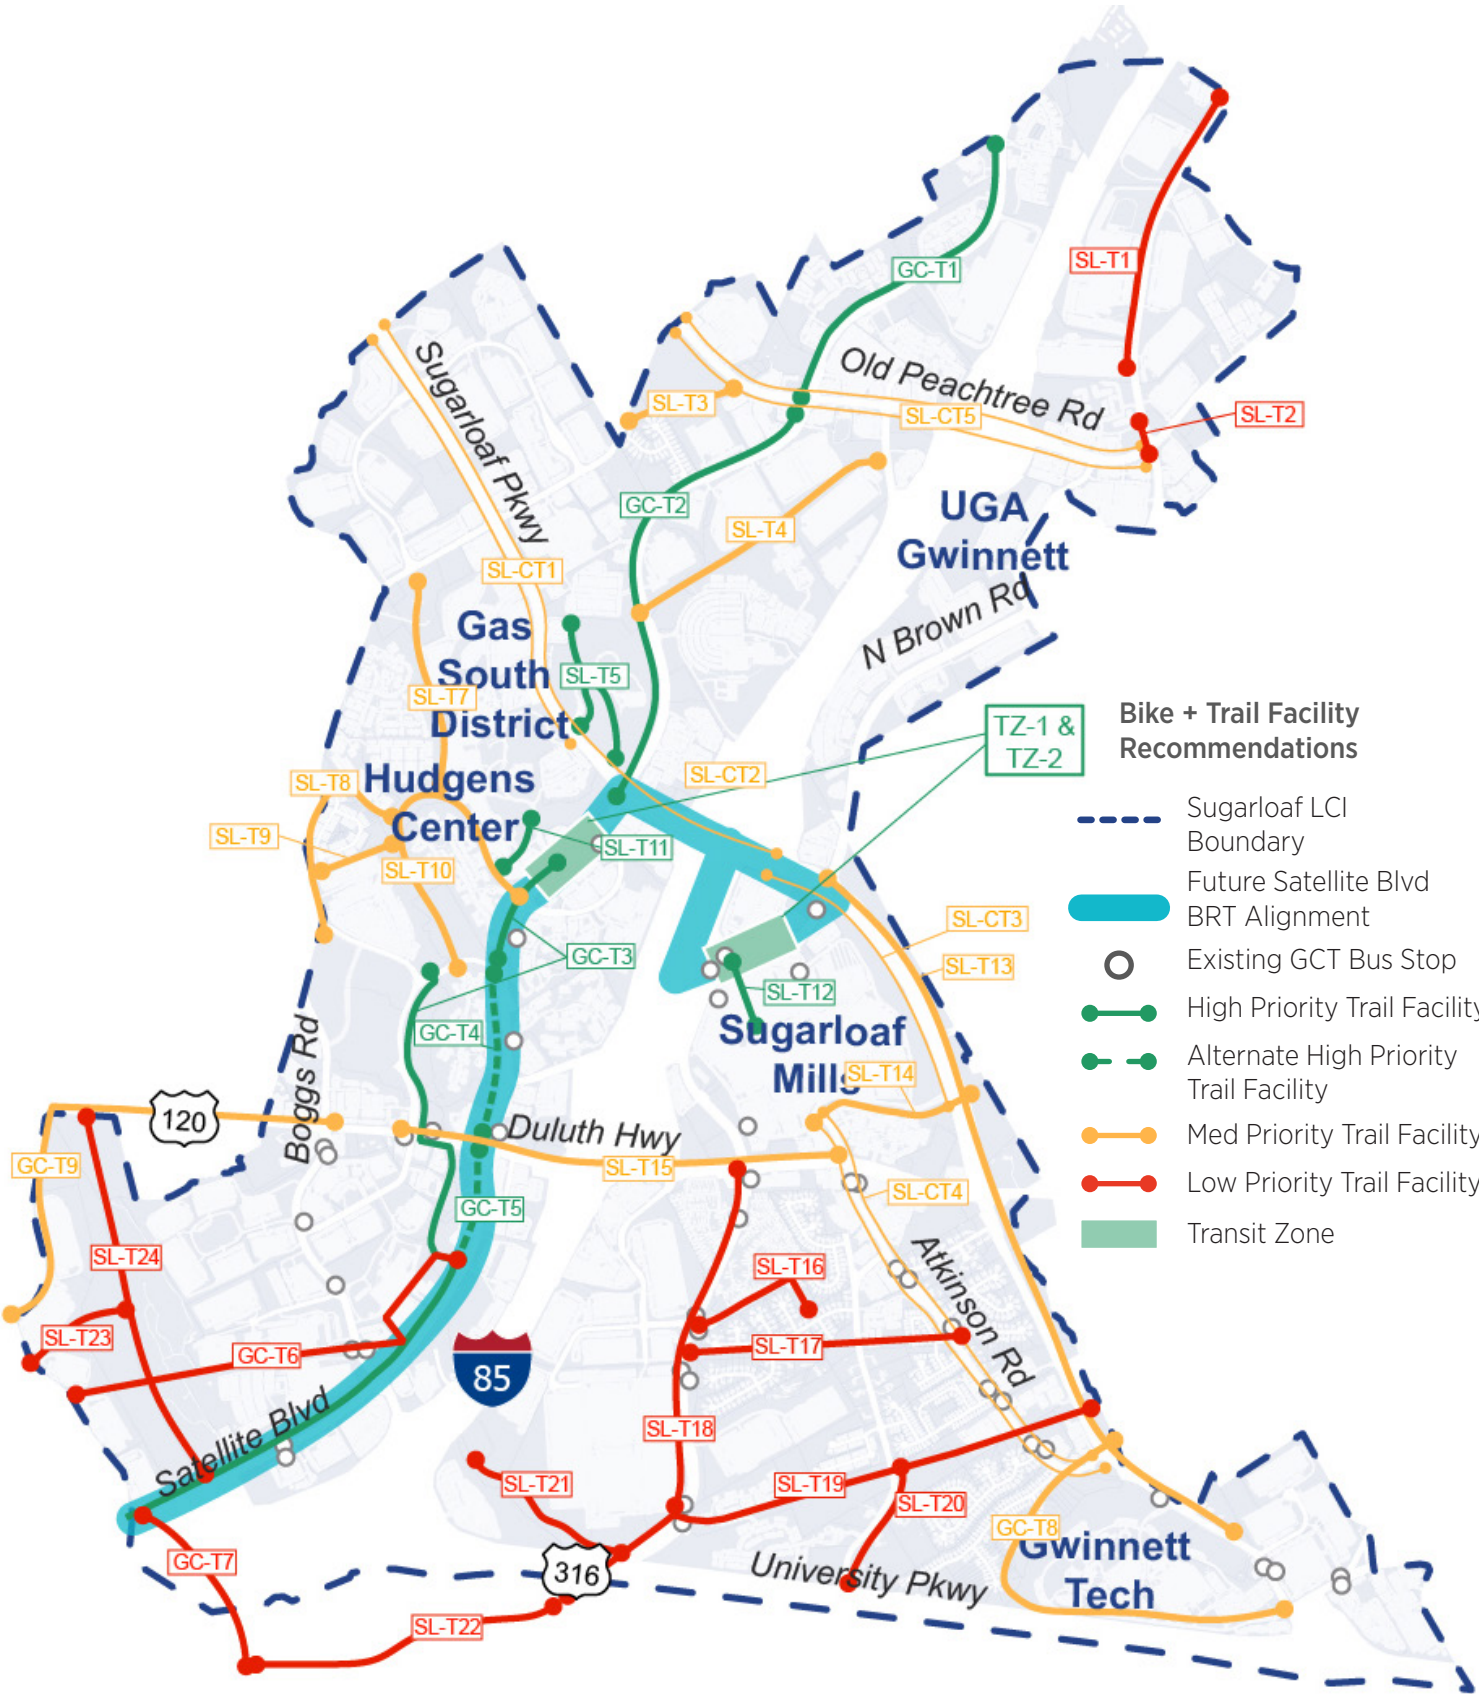 GC-T1
SL-T1
Sugarloaf Pkwy
Old Peachtree Rd
SL-T3
SL-CT5
SL-T2
GC-T2
SL-T4
UGA
Gwinnett
SL-CT1
N Brown Rd
Gas
South
District
SL-T5
SL-T7
TZ-1 &
TZ-2
Bike + Trail Facility
Recommendations
SL-CT2
SL-T8
Hudgens
Center
SL-T9
SL-T10
SL-T11
Sugarloaf LCI
Boundary
Future Satellite Blvd
BRT Alignment
SL-CT3
SL-T13
GC-T3
Existing GCT Bus Stop
SL-T12
High Priority Trail Facility
GC-T4
Sugarloaf
Mills
SL-T14
Alternate High Priority
Trail Facility
Boggs Rd
120
Duluth Hwy
Med Priority Trail Facility
GC-T9
SL-T15
SL-CT4
Low Priority Trail Facility
GC-T5
Transit Zone
SL-T24
Atkinson Rd
SL-T16
SL-T23
GC-T6
SL-T17
85
Satellite Blvd
SL-T18
SL-T21
SL-T19
SL-T20
GC-T8
GC-T7
316
University Pkwy
Gwinnett
Tech
SL-T22